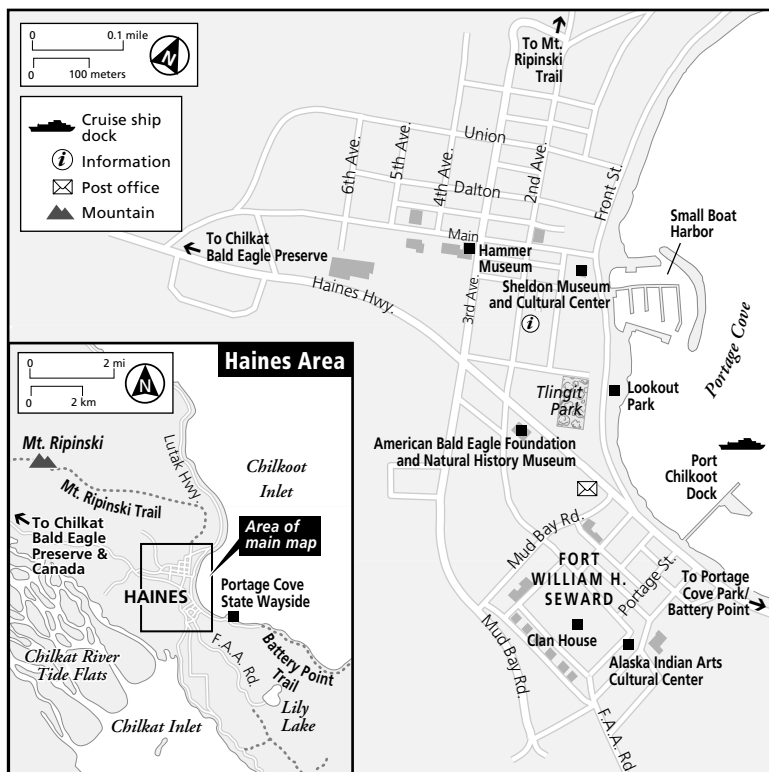 0 0.1 mile
0 100 meters
N
Cruise ship
dock
i Information
Post office
Mountain
To Mt.
Ripinski
Trail
Union
6th Ave.
5th Ave.
4th Ave.
2nd Ave.
Dalton
Front St.
Main
To Chilkat
Bald Eagle Preserve
Hammer
Museum
Small Boat
Harbor
Haines Hwy.
3rd Ave.
Sheldon Museum
and Cultural Center
i
Portage Cove
Tlingit
Park
Lookout
Park
American Bald Eagle Foundation
and Natural History Museum
Port
Chilkoot
Dock
Mud Bay Rd.
FORT
WILLIAM H.
SEWARD
Portage St.
To Portage
Cove Park/
Battery Point
Clan House
Mud Bay Rd.
Alaska Indian Arts
Cultural Center
F.A.A. Rd.
Haines Area
0 2 mi
0 2 km
N
Mt. Ripinski
Lutak Hwy.
Chilkoot
Inlet
Mt. Ripinski Trail
To Chilkat
Bald Eagle
Preserve &
Canada
Area of
main map
HAINES
Portage Cove
State Wayside
F.A.A. Rd.
Battery Point
Trail
Chilkat River
Tide Flats
Lily
Lake
Chilkat Inlet